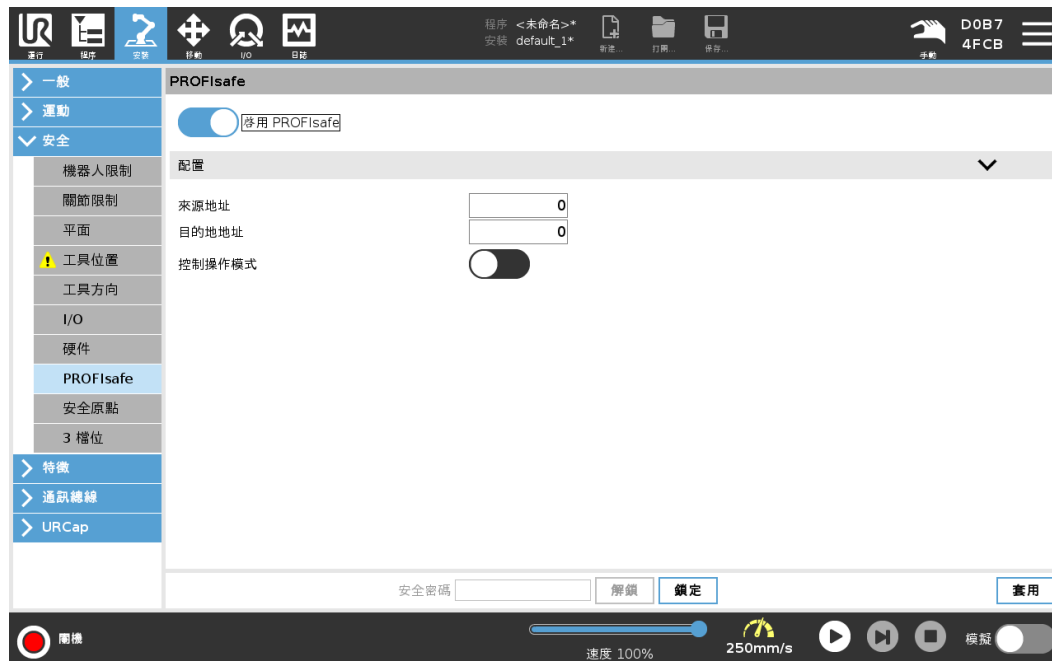 程序 <未命名>*
安裝 default_1*
新建... 打開... 保存...
運行 程序 安裝 移動 I/O 日誌
手動
D0B7
4FCB
一般
運動
安全
機器人限制
關節限制
平面
工具位置
工具方向
I/O
硬件
PROFIsafe
安全原點
3 檔位
特徵
通訊總線
URCap
PROFIsafe
啓用 PROFIsafe
配置
來源地址 0
目的地地址 0
控制操作模式
安全密碼 解鎖 鎖定 套用
關機
速度 100%
250mm/s
模擬